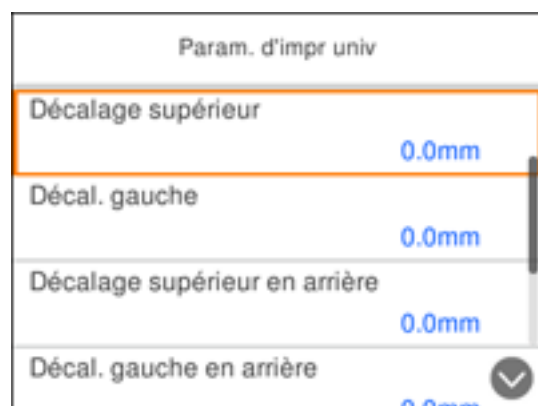 Param. d'impr univ
Décalage supérieur
0.0mm
Décal. gauche
0.0mm
Décalage supérieur en arrière
0.0mm
Décal. gauche en arrière